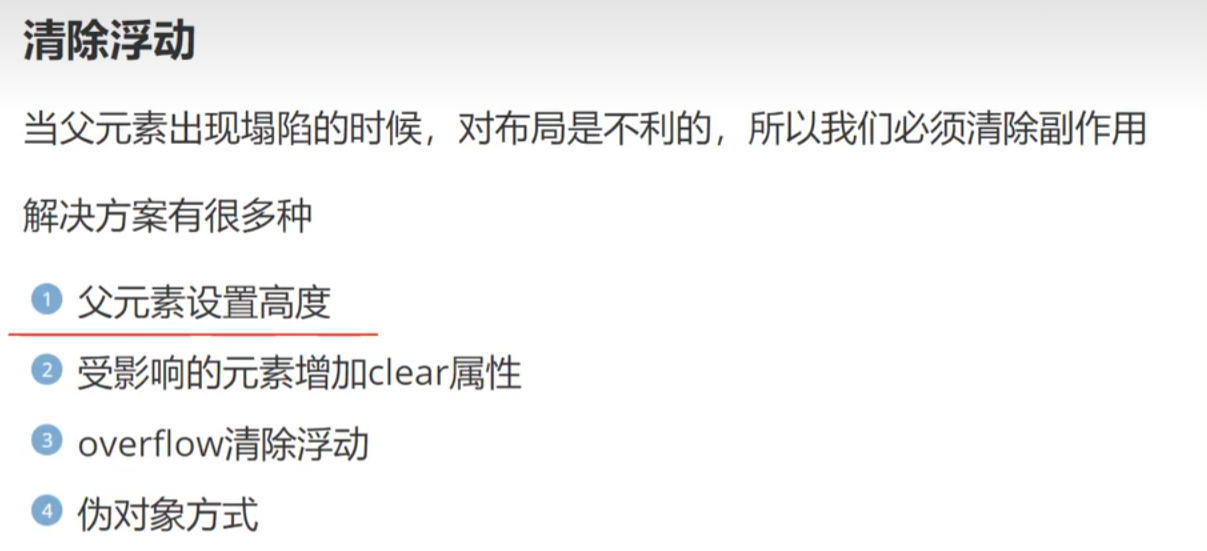 清除浮动
当父元素出现塌陷的时候，对布局是不利的，所以我们必须清除副作用
解决方案有很多种
1 父元素设置高度
2 受影响的元素增加clear属性
3 overflow清除浮动
4 伪对象方式